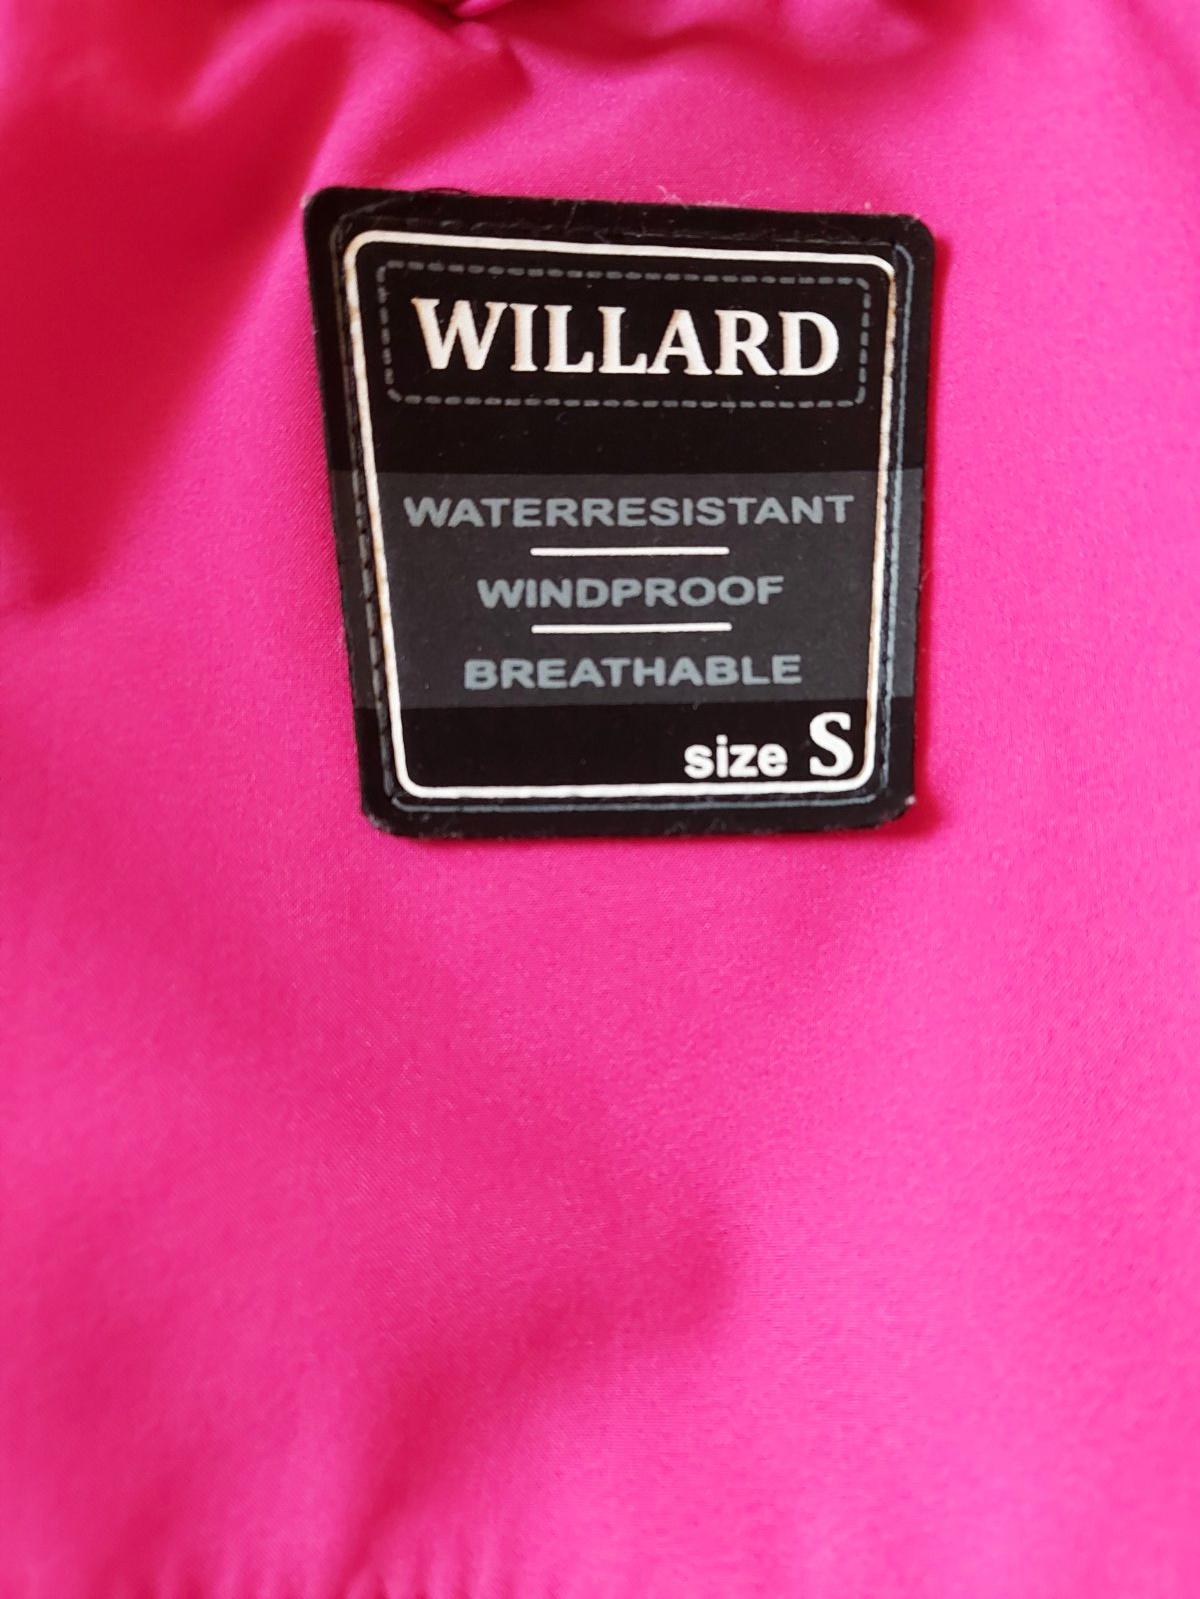 WILLARD
WATERRESISTANT
WINDPROOF
BREATHABLE
size S